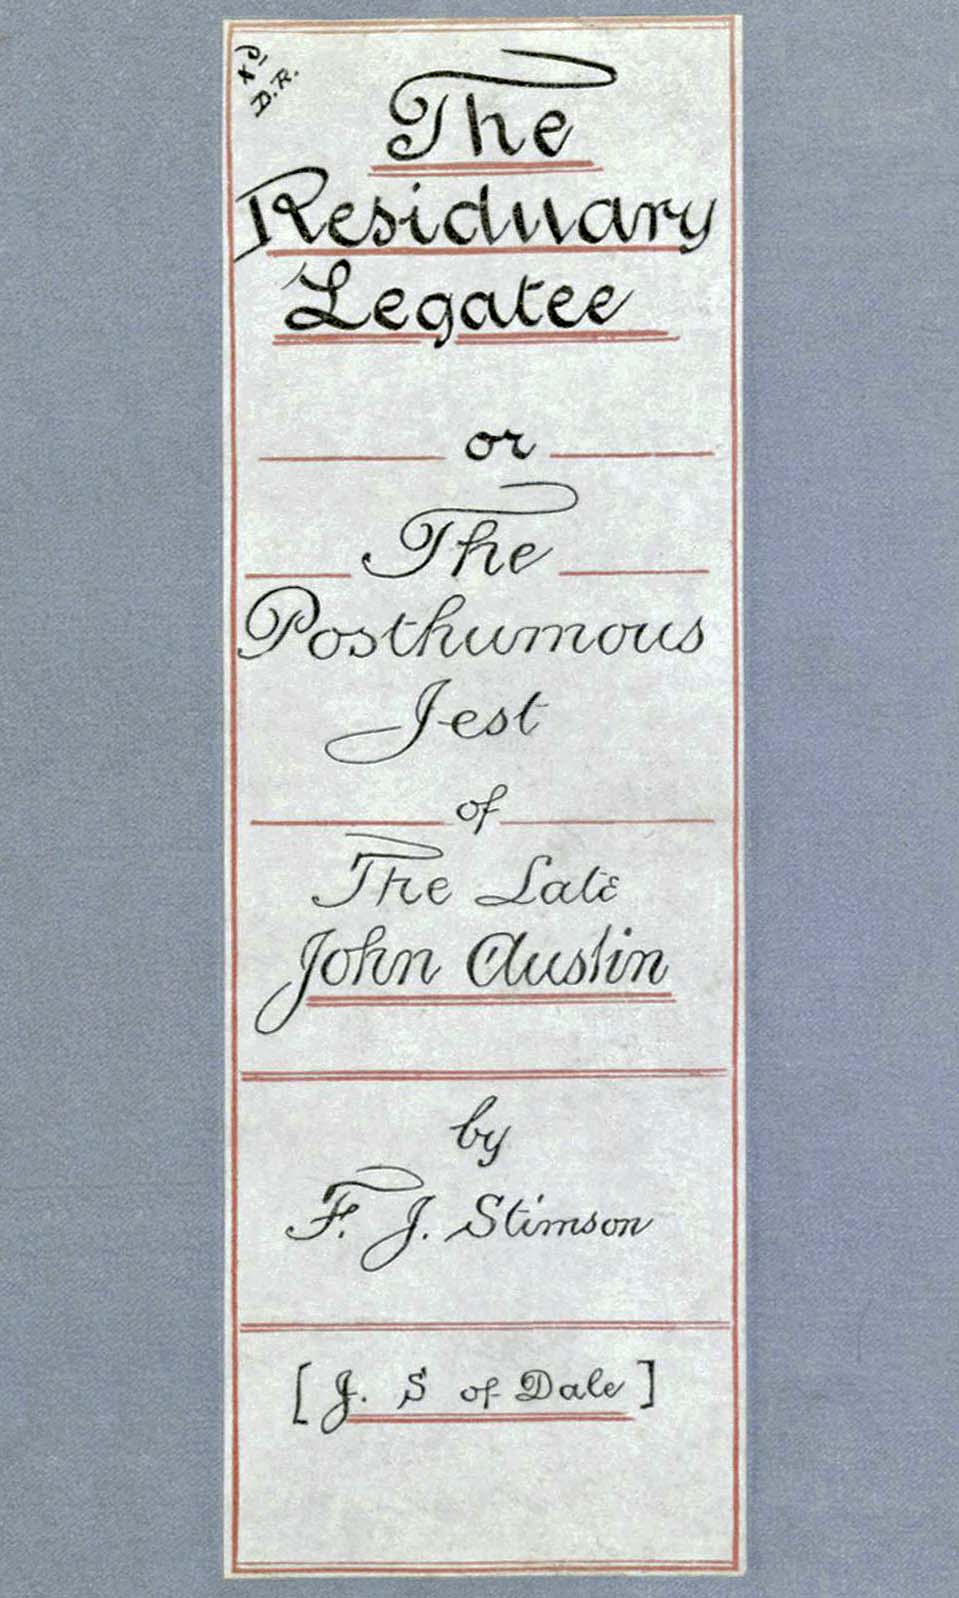 D.R.
The
Residuary
Legatee
or
The
Posthumous
Jest
of
The Late
John Austin
by
F. J. Stimson
[J. S of Dale]